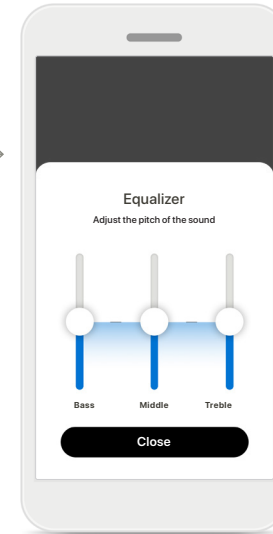 Equalizer
Adjust the pitch of the sound
Bass Middle Treble
Close